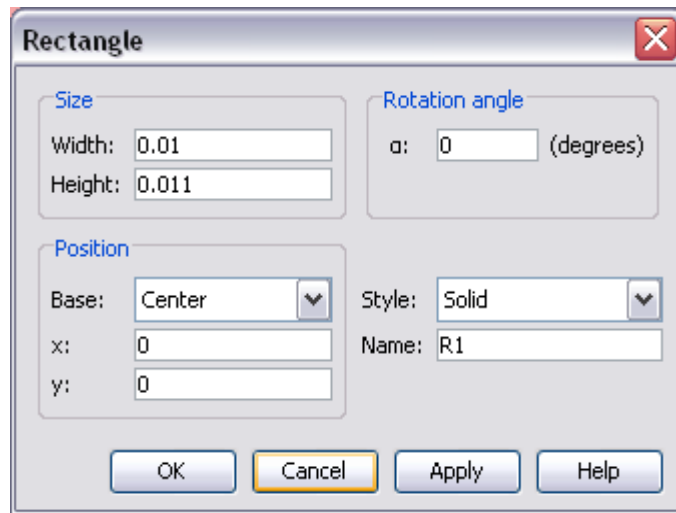 Rectangle
Size
Width: 0.01
Height: 0.011
Rotation angle
α: 0 (degrees)
Position
Base: Center
x: 0
y: 0
Style: Solid
Name: R1
OK Cancel Apply Help